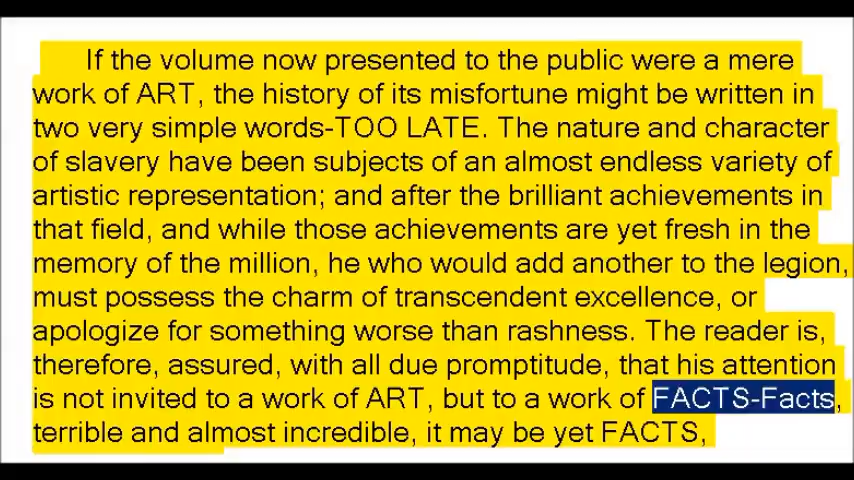 If the volume now presented to the public were a mere
work of ART, the history of its misfortune might be written in
two very simple words-TOO LATE. The nature and character
of slavery have been subjects of an almost endless variety of
artistic representation; and after the brilliant achievements in
that field, and while those achievements are yet fresh in the
memory of the million, he who would add another to the legion,
must possess the charm of transcendent excellence, or
apologize for something worse than rashness. The reader is,
therefore, assured, with all due promptitude, that his attention
is not invited to a work of ART, but to a work of FACTS-Facts,
terrible and almost incredible, it may be yet FACTS,